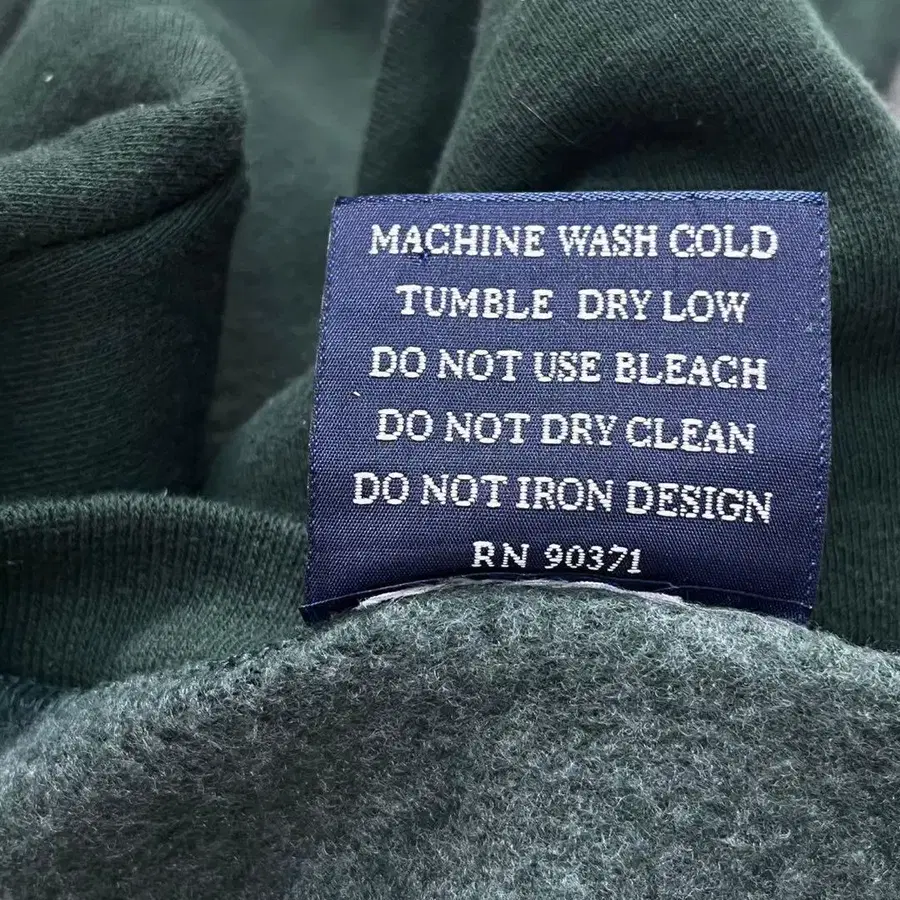 MACHINE WASH COLD
TUMBLE DRY LOW
DO NOT USE BLEACH
DO NOT DRY CLEAN
DO NOT IRON DESIGN
RN 90371